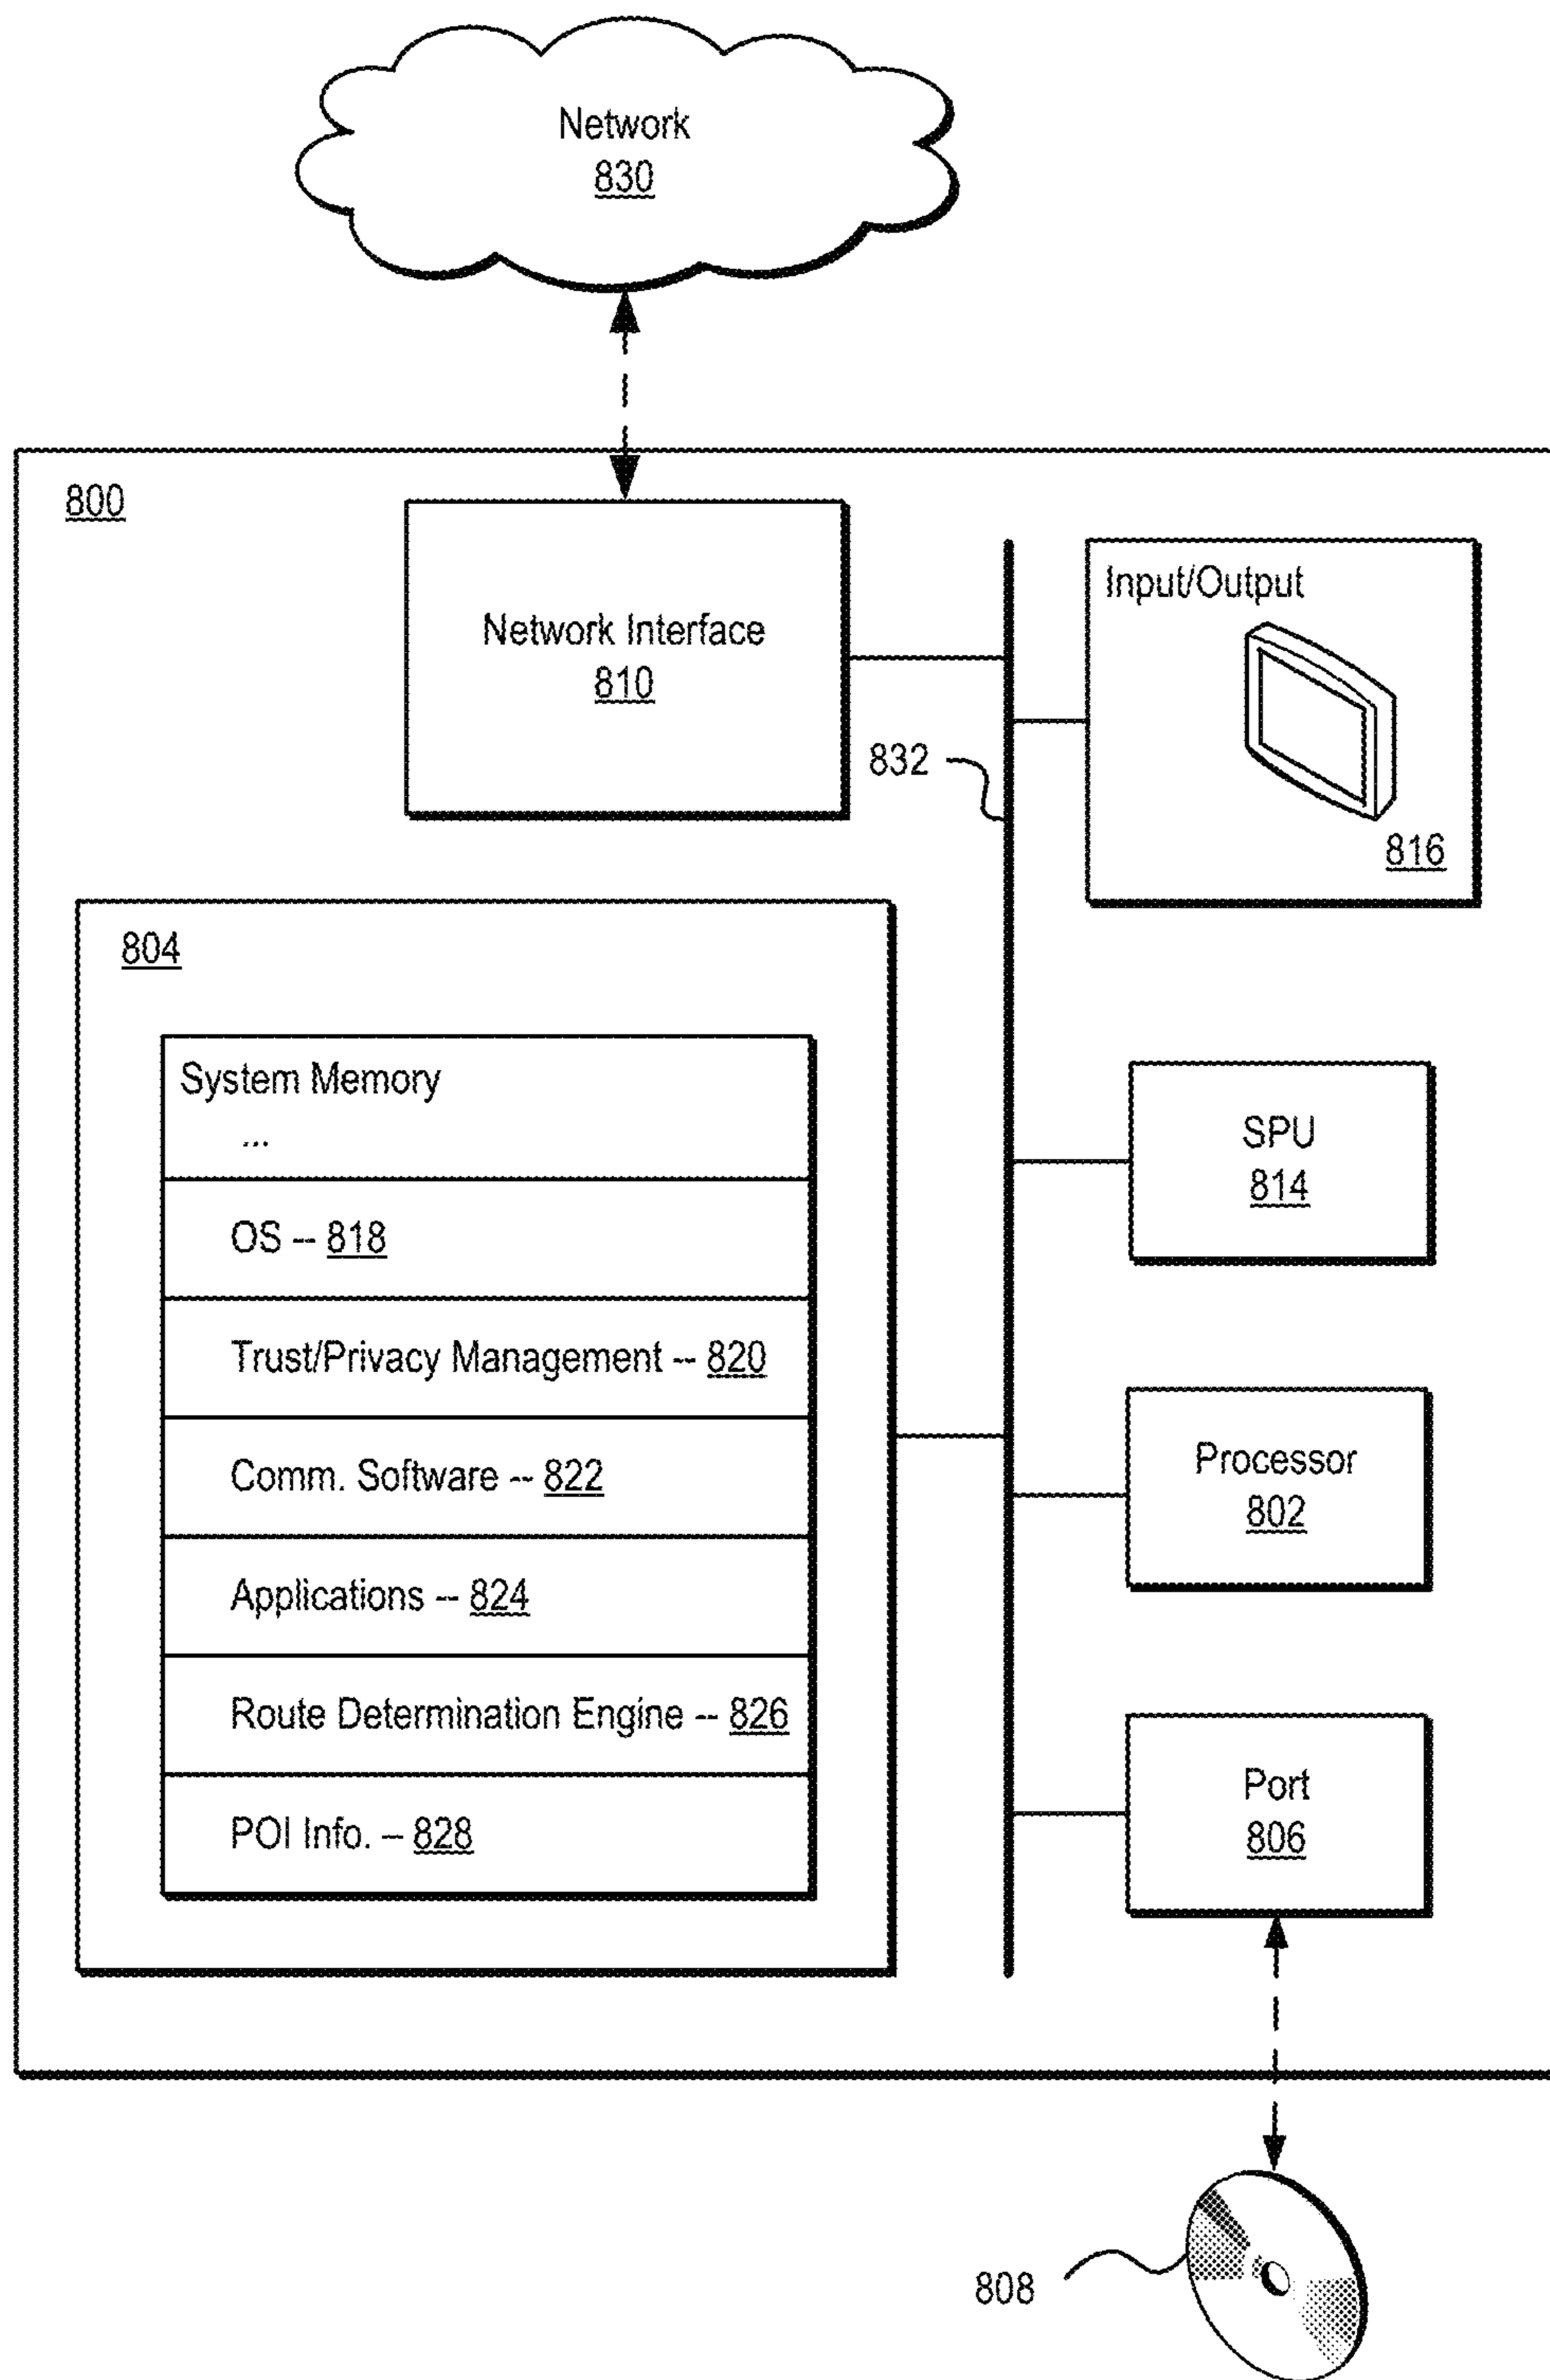 Network
830
800
Network Interface
810
Input/Output
816
832
804
System Memory
...
OS -- 818
Trust/Privacy Management -- 820
Comm. Software -- 822
Applications -- 824
Route Determination Engine -- 826
POI Info. -- 828
SPU
814
Processor
802
Port
806
808